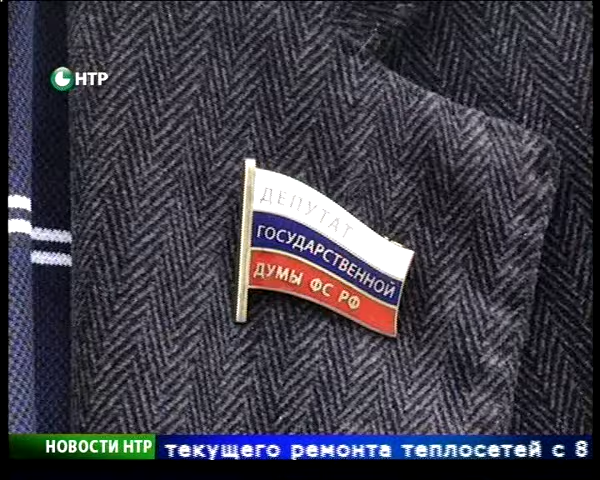 НТР
ДЕПУТАТ
ГОСУДАРСТВЕННОЙ
ДУМЫ ФС РФ
НОВОСТИ НТР
текущего ремонта теплосетей с 8